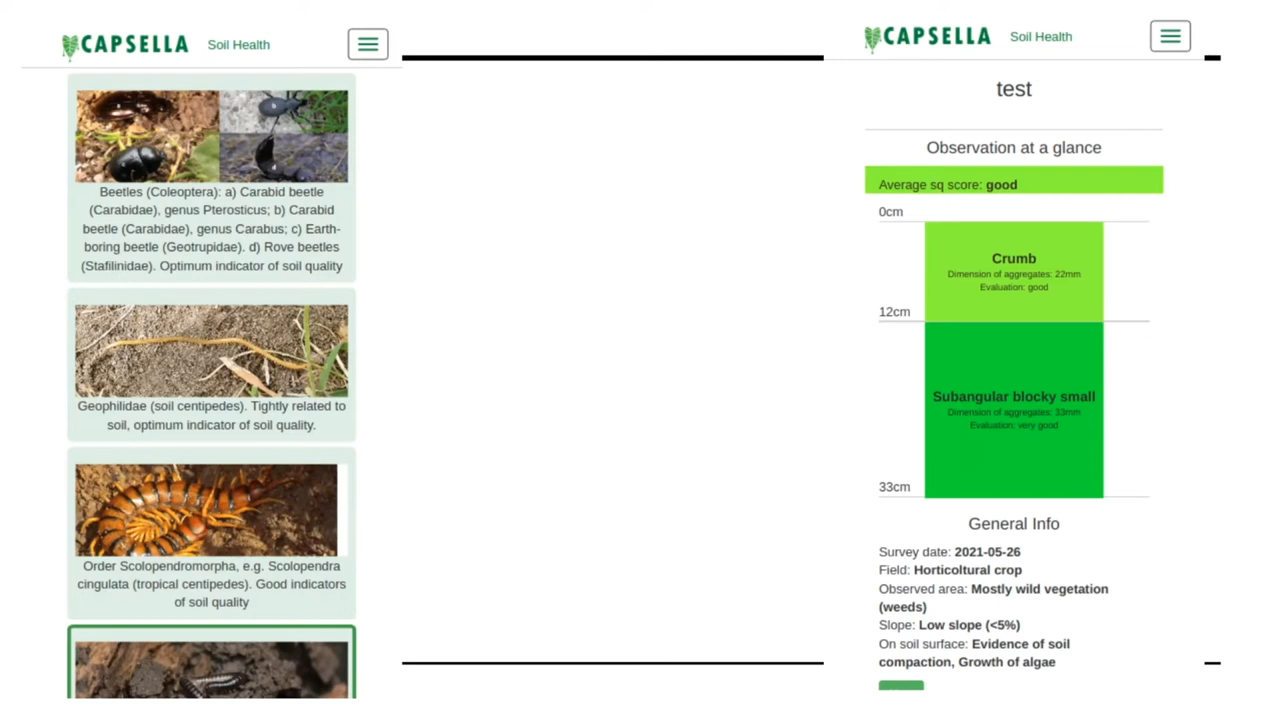 CAPSELLA Soil Health
Beetles (Coleoptera): a) Carabid beetle
(Carabidae), genus Pterosticus; b) Carabid
beetle (Carabidae), genus Carabus; c) Earth-
boring beetle (Geotrupidae). d) Rove beetles
(Stafilinidae). Optimum indicator of soil quality
Geophilidae (soil centipedes). Tightly related to
soil, optimum indicator of soil quality.
Order Scolopendromorpha, e.g. Scolopendra
cingulata (tropical centipedes). Good indicators
of soil quality
CAPSELLA Soil Health
test
Observation at a glance
Average sq score: good
0cm
Crumb
Dimension of aggregates: 22mm
Evaluation: good
12cm
Subangular blocky small
Dimension of aggregates: 33mm
Evaluation: very good
33cm
General Info
Survey date: 2021-05-26
Field: Horticoltural crop
Observed area: Mostly wild vegetation
(weeds)
Slope: Low slope (<5%)
On soil surface: Evidence of soil
compaction, Growth of algae